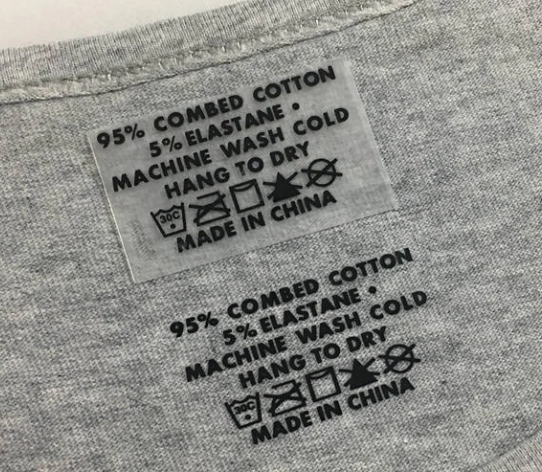 95% COMBED COTTON
5% ELASTANE •
MACHINE WASH COLD
HANG TO DRY
30C
MADE IN CHINA
95% COMBED COTTON
5% ELASTANE •
MACHINE WASH COLD
HANG TO DRY
30C
MADE IN CHINA